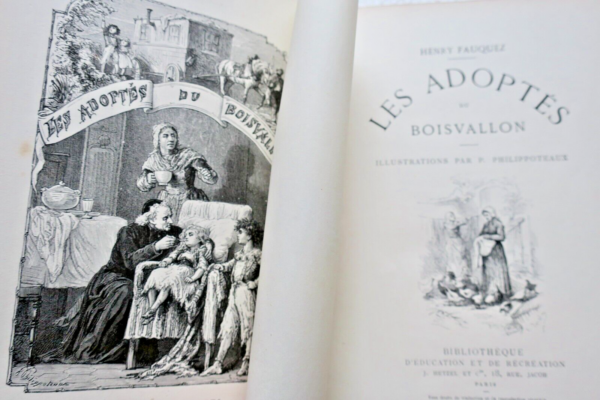 LES ADOPTÉS DU BOISVALL
HENRY FAUQUEZ
LES ADOPTÉS
DU
BOISVALLON
ILLUSTRATIONS PAR P. PHILIPPOTEAUX
BIBLIOTHÈQUE
D'ÉDUCATION ET DE RÉCRÉATION
J. HETZEL ET Cie, 18, RUE JACOB
PARIS